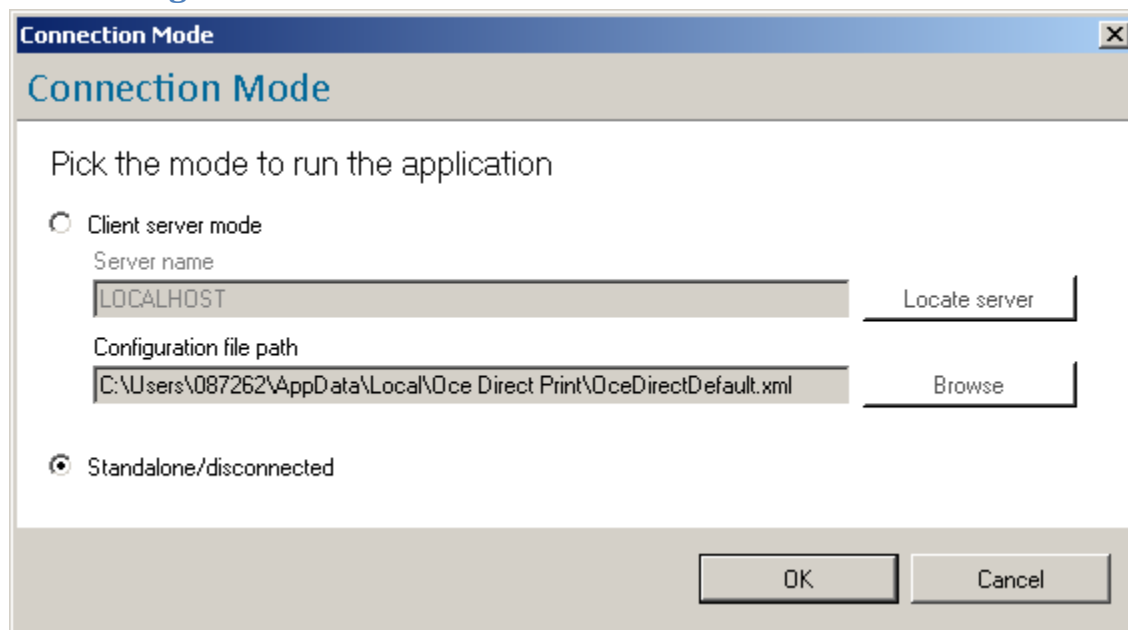 Connection Mode
Connection Mode
Pick the mode to run the application
Client server mode
Server name
LOCALHOST
Locate server
Configuration file path
C:\Users\087262\AppData\Local\Oce Direct Print\OceDirectDefault.xml
Browse
Standalone/disconnected
OK
Cancel